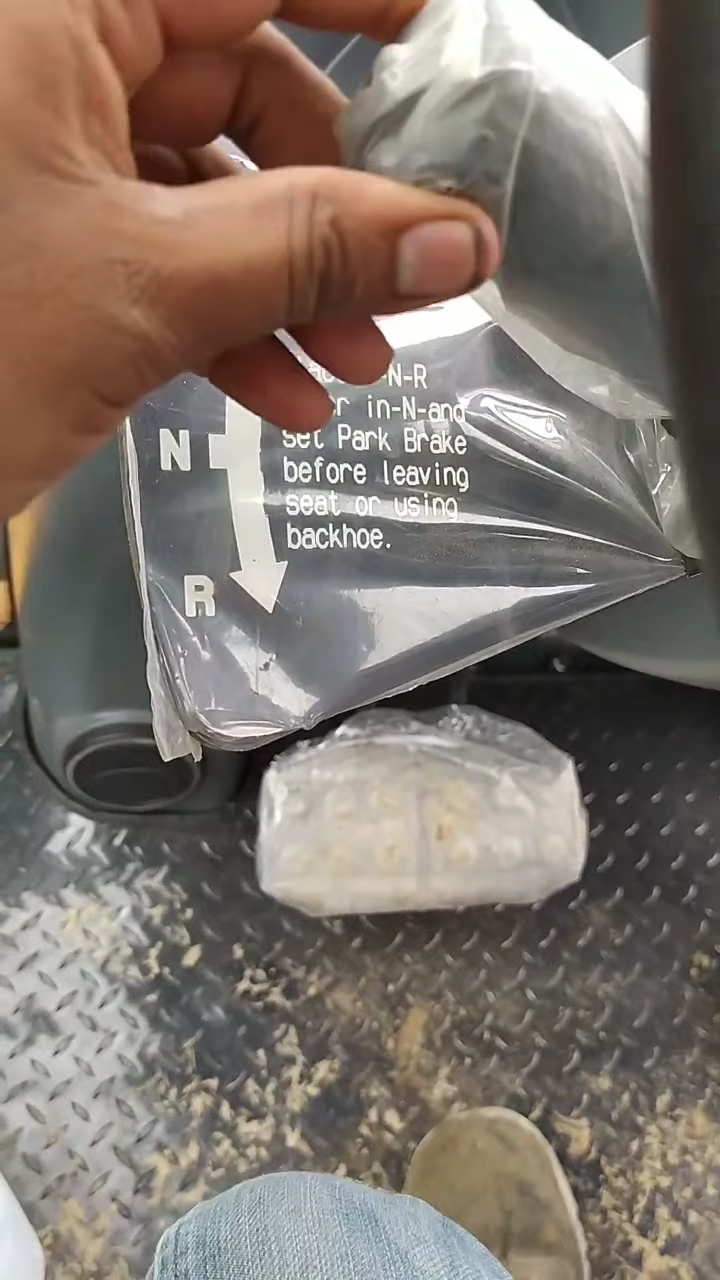 -N-R
in-N-and
N
set Park Brake
before leaving
seat or using
backhoe.
R